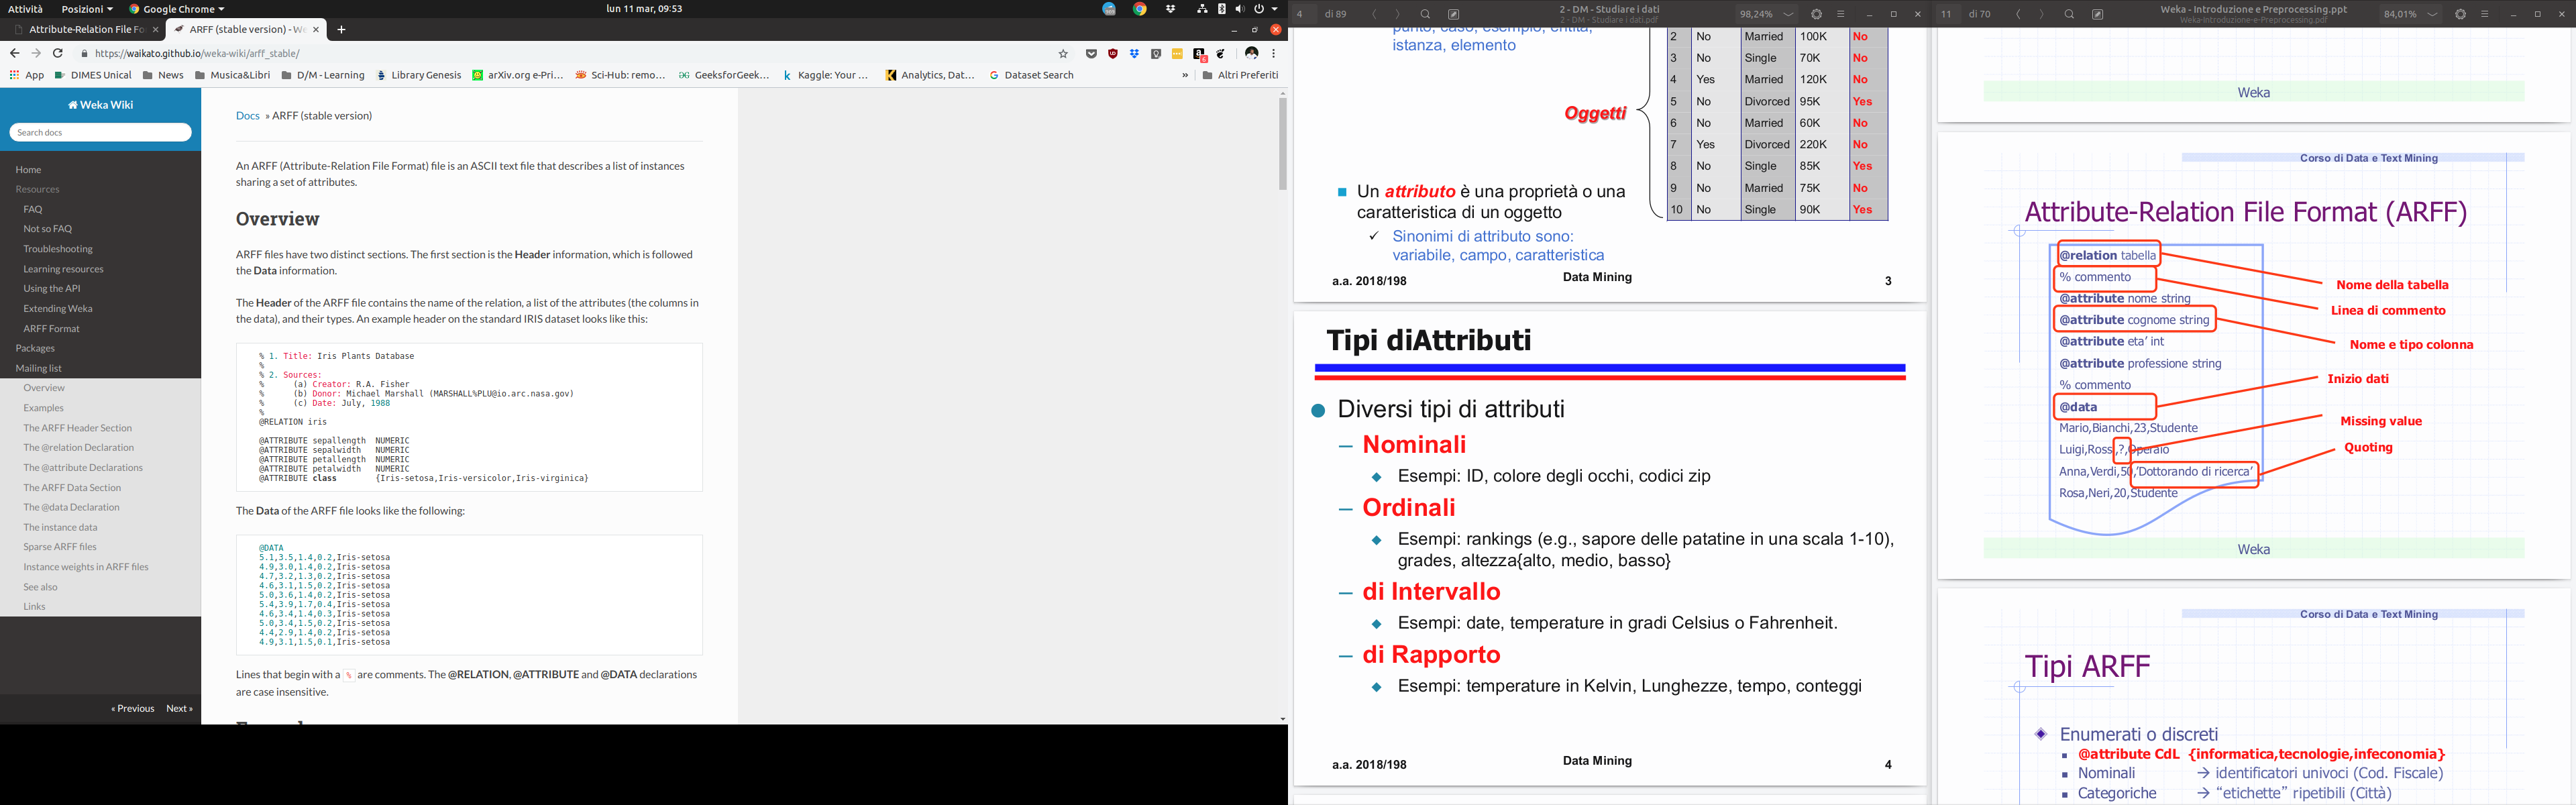 Attività
Posizioni
Google Chrome
lun 11 mar, 09:53
Attribute-Relation File Fo
ARFF (stable version) - We
https://waikato.github.io/weka-wiki/arff_stable/
App
DIMES Unical
News
Musica&Libri
D/M - Learning
Library Genesis
arXiv.org e-Pri...
Sci-Hub: remo...
GeeksforGeek...
Kaggle: Your ...
Analytics, Dat...
Dataset Search
»
Altri Preferiti
Weka Wiki
Search docs
Home
Resources
FAQ
Not so FAQ
Troubleshooting
Learning resources
Using the API
Extending Weka
ARFF Format
Packages
Mailing list
Overview
Examples
The ARFF Header Section
The @relation Declaration
The @attribute Declarations
The ARFF Data Section
The @data Declaration
The instance data
Sparse ARFF files
Instance weights in ARFF files
See also
Links
« Previous Next »
Docs » ARFF (stable version)
An ARFF (Attribute-Relation File Format) file is an ASCII text file that describes a list of instances
sharing a set of attributes.
Overview
ARFF files have two distinct sections. The first section is the Header information, which is followed
the Data information.
The Header of the ARFF file contains the name of the relation, a list of the attributes (the columns in
the data), and their types. An example header on the standard IRIS dataset looks like this:
% 1. Title: Iris Plants Database
%
% 2. Sources:
% (a) Creator: R.A. Fisher
% (b) Donor: Michael Marshall (MARSHALL%PLU@io.arc.nasa.gov)
% (c) Date: July, 1988
%
@RELATION iris
@ATTRIBUTE sepallength NUMERIC
@ATTRIBUTE sepalwidth NUMERIC
@ATTRIBUTE petallength NUMERIC
@ATTRIBUTE petalwidth NUMERIC
@ATTRIBUTE class {Iris-setosa,Iris-versicolor,Iris-virginica}
The Data of the ARFF file looks like the following:
@DATA
5.1,3.5,1.4,0.2,Iris-setosa
4.9,3.0,1.4,0.2,Iris-setosa
4.7,3.2,1.3,0.2,Iris-setosa
4.6,3.1,1.5,0.2,Iris-setosa
5.0,3.6,1.4,0.2,Iris-setosa
5.4,3.9,1.7,0.4,Iris-setosa
4.6,3.4,1.4,0.3,Iris-setosa
5.0,3.4,1.5,0.2,Iris-setosa
4.4,2.9,1.4,0.2,Iris-setosa
4.9,3.1,1.5,0.1,Iris-setosa
Lines that begin with a % are comments. The @RELATION, @ATTRIBUTE and @DATA declarations
are case insensitive.
4 di 89
2 - DM - Studiare i dati
2 - DM - Studiare i dati.pdf
98,24%
punto, caso, esempio, entità,
istanza, elemento
Oggetti
2 No Married 100K No
3 No Single 70K No
4 Yes Married 120K No
5 No Divorced 95K Yes
6 No Married 60K No
7 Yes Divorced 220K No
8 No Single 85K Yes
9 No Married 75K No
10 No Single 90K Yes
Un attributo è una proprietà o una
caratteristica di un oggetto
Sinonimi di attributo sono:
variabile, campo, caratteristica
a.a. 2018/198
Data Mining
3
Tipi diAttributi
Diversi tipi di attributi
– Nominali
Esempi: ID, colore degli occhi, codici zip
– Ordinali
Esempi: rankings (e.g., sapore delle patatine in una scala 1-10),
grades, altezza{alto, medio, basso}
– di Intervallo
Esempi: date, temperature in gradi Celsius o Fahrenheit.
– di Rapporto
Esempi: temperature in Kelvin, Lunghezze, tempo, conteggi
a.a. 2018/198
Data Mining
4
11 di 70
Weka - Introduzione e Preprocessing.ppt
Weka-Introduzione-e-Preprocessing.pdf
84,01%
Weka
Corso di Data e Text Mining
Attribute-Relation File Format (ARFF)
@relation tabella
% commento
@attribute nome string
@attribute cognome string
@attribute eta’ int
@attribute professione string
% commento
@data
Mario,Bianchi,23,Studente
Luigi,Rossi,?,Operaio
Anna,Verdi,50,‘Dottorando di ricerca’
Rosa,Neri,20,Studente
Nome della tabella
Linea di commento
Nome e tipo colonna
Inizio dati
Missing value
Quoting
Weka
Corso di Data e Text Mining
Tipi ARFF
Enumerati o discreti
@attribute CdL {informatica,tecnologie,infeconomia}
Nominali → identificatori univoci (Cod. Fiscale)
Categoriche → “etichette” ripetibili (Città)